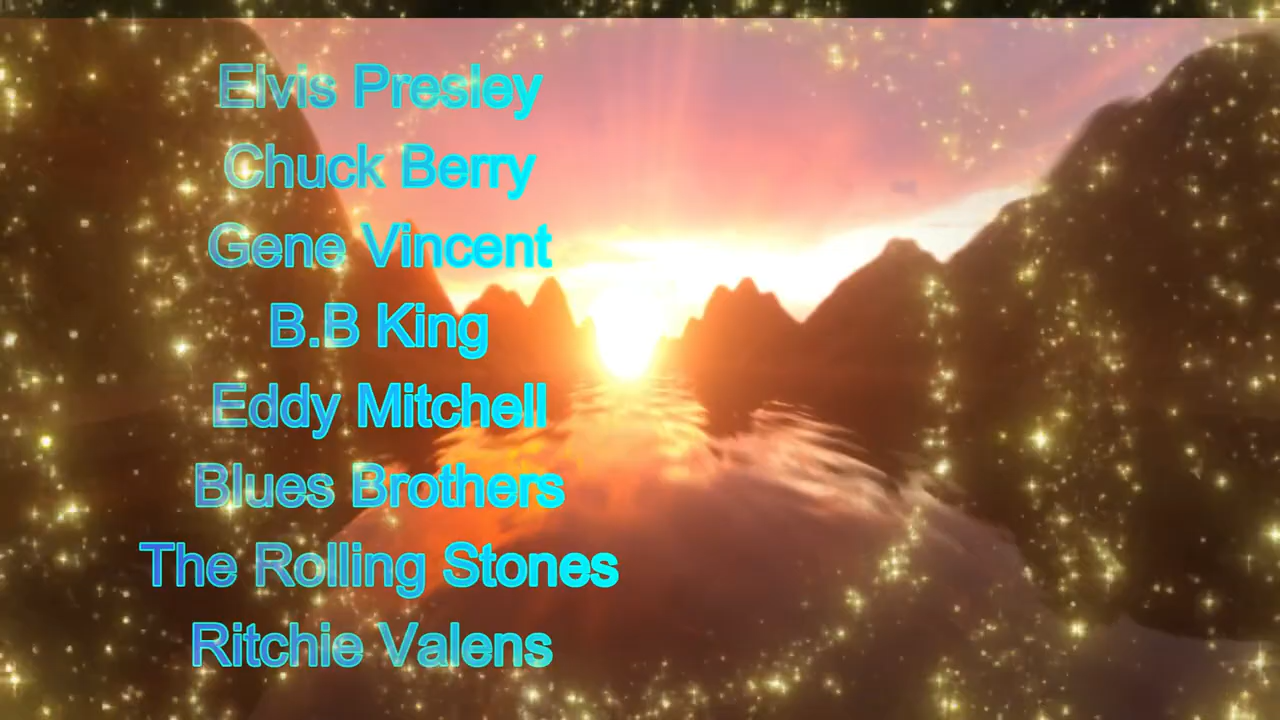 Elvis Presley
Chuck Berry
Gene Vincent
B.B King
Eddy Mitchell
Blues Brothers
The Rolling Stones
Ritchie Valens